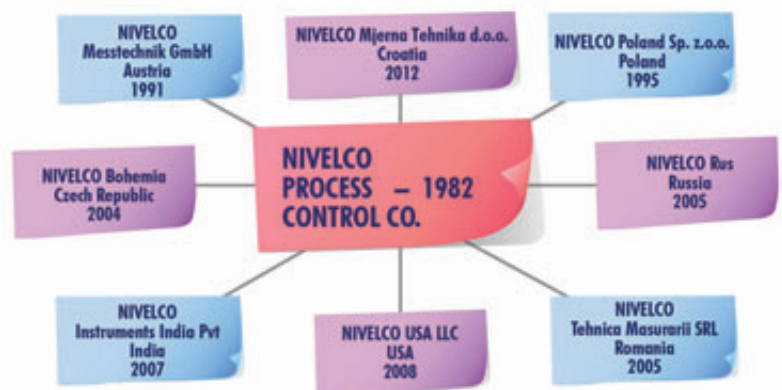 NIVELCO
Messtechnik GmbH
Austria
1991
NIVELCO Mjerna Tehnika d.o.o.
Croatia
2012
NIVELCO Poland Sp. z.o.o.
Poland
1995
NIVELCO Bohemia
Czech Republic
2004
NIVELCO
PROCESS – 1982
CONTROL CO.
NIVELCO Rus
Russia
2005
NIVELCO
Instruments India Pvt
India
2007
NIVELCO USA LLC
USA
2008
NIVELCO
Tehnica Masurarii SRL
Romania
2005